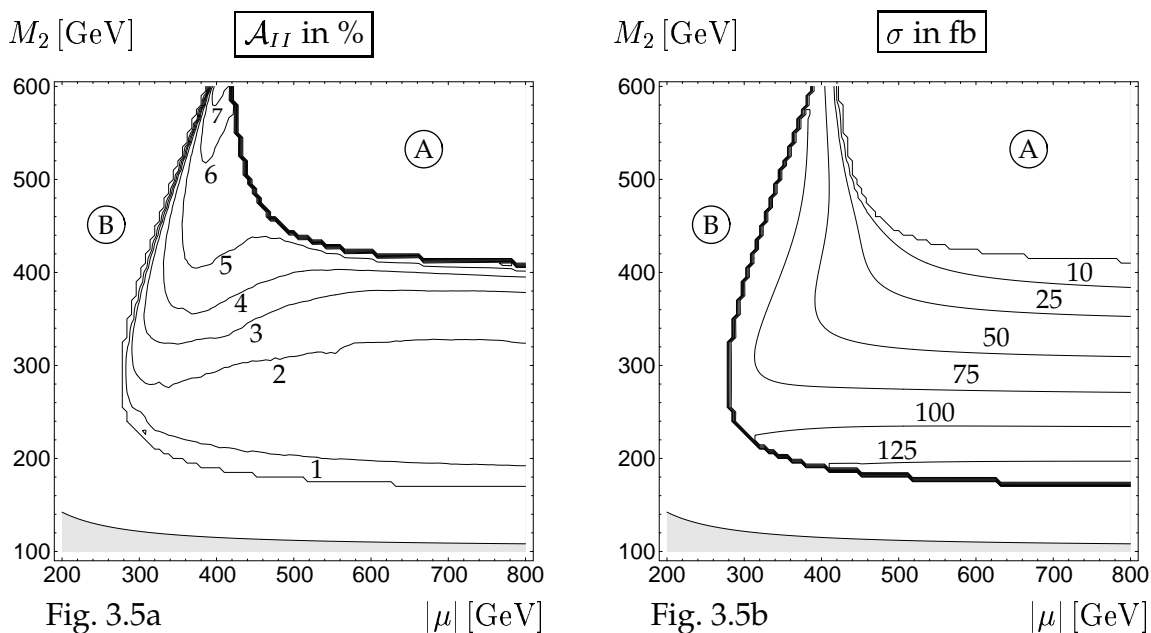 M₂ [GeV]
A_II in %
600
500
400
300
200
100
A
B
7
6
5
4
3
2
1
200 300 400 500 600 700 800
Fig. 3.5a
|μ| [GeV]
M₂ [GeV]
σ in fb
600
500
400
300
200
100
A
B
10
25
50
75
100
125
200 300 400 500 600 700 800
Fig. 3.5b
|μ| [GeV]